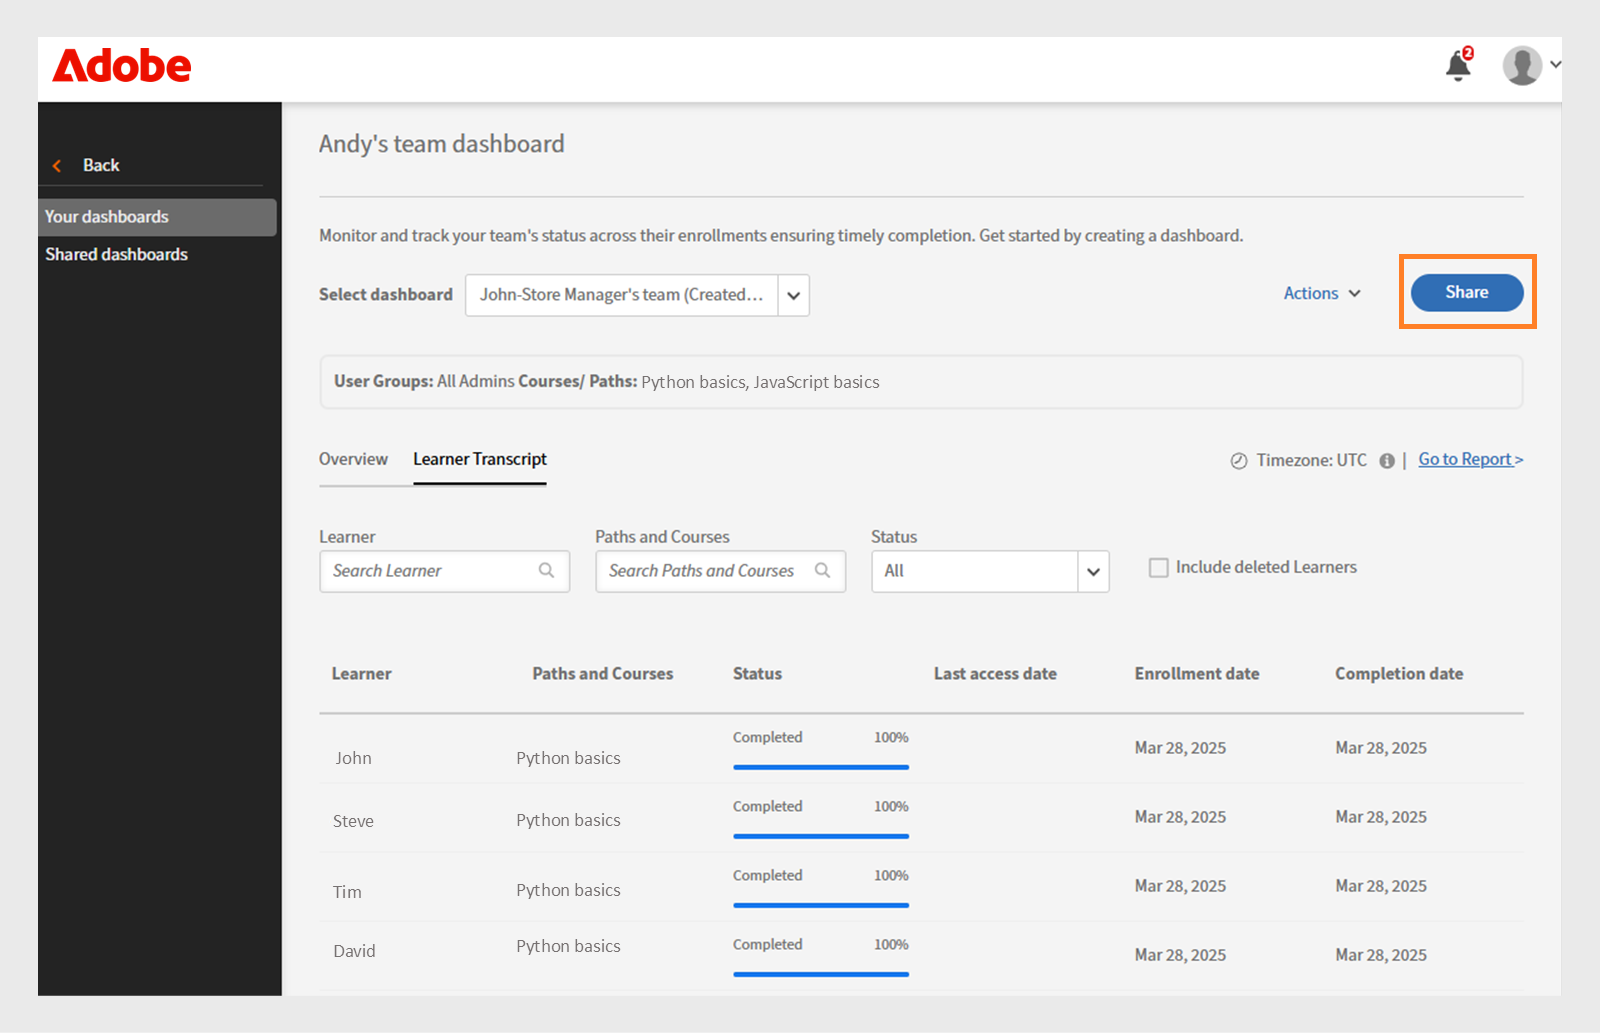 Adobe
2
Back
Your dashboards
Shared dashboards
Andy's team dashboard
Monitor and track your team's status across their enrollments ensuring timely completion. Get started by creating a dashboard.
Select dashboard John-Store Manager's team (Created... Actions Share
User Groups: All Admins Courses/ Paths: Python basics, JavaScript basics
Overview Learner Transcript Timezone: UTC | Go to Report >
Learner Paths and Courses Status
Search Learner Search Paths and Courses All Include deleted Learners
Learner Paths and Courses Status Last access date Enrollment date Completion date
John Python basics Completed 100% Mar 28, 2025 Mar 28, 2025
Steve Python basics Completed 100% Mar 28, 2025 Mar 28, 2025
Tim Python basics Completed 100% Mar 28, 2025 Mar 28, 2025
David Python basics Completed 100% Mar 28, 2025 Mar 28, 2025